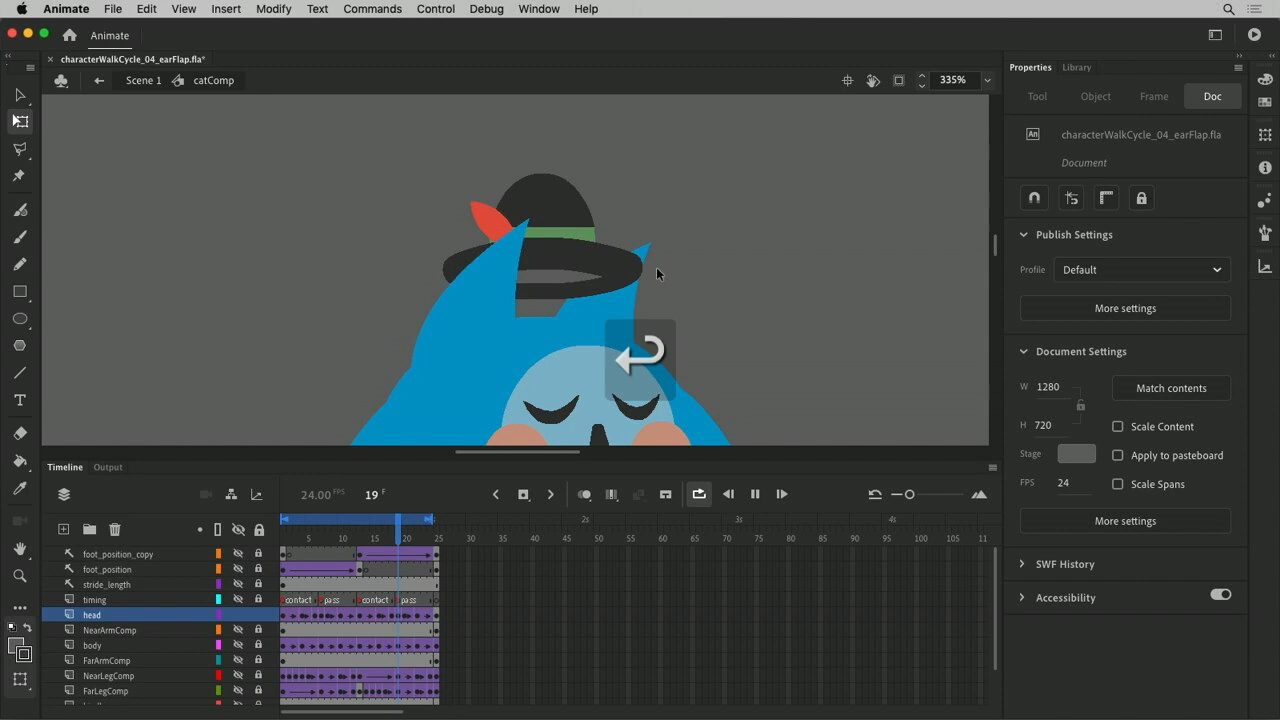 Animate File Edit View Insert Modify Text Commands Control Debug Window Help
Animate
characterWalkCycle_04_earFlap.fla*
Scene 1 catComp 335%
Properties Library
Tool Object Frame Doc
An characterWalkCycle_04_earFlap.fla
Document
Publish Settings
Profile Default
More settings
Document Settings
W 1280 Match contents
H 720 Scale Content
Stage Apply to pasteboard
FPS 24 Scale Spans
More settings
SWF History
Accessibility
Timeline Output
24.00 FPS 19 F
1s 2s 3s 4s
5 10 15 20 25 30 35 40 45 50 55 60 65 70 75 80 85 90 95 100 105 11
foot_position_copy
foot_position
stride_length
timing contact pass contact pass
head
NearArmComp
body
FarArmComp
NearLegComp
FarLegComp